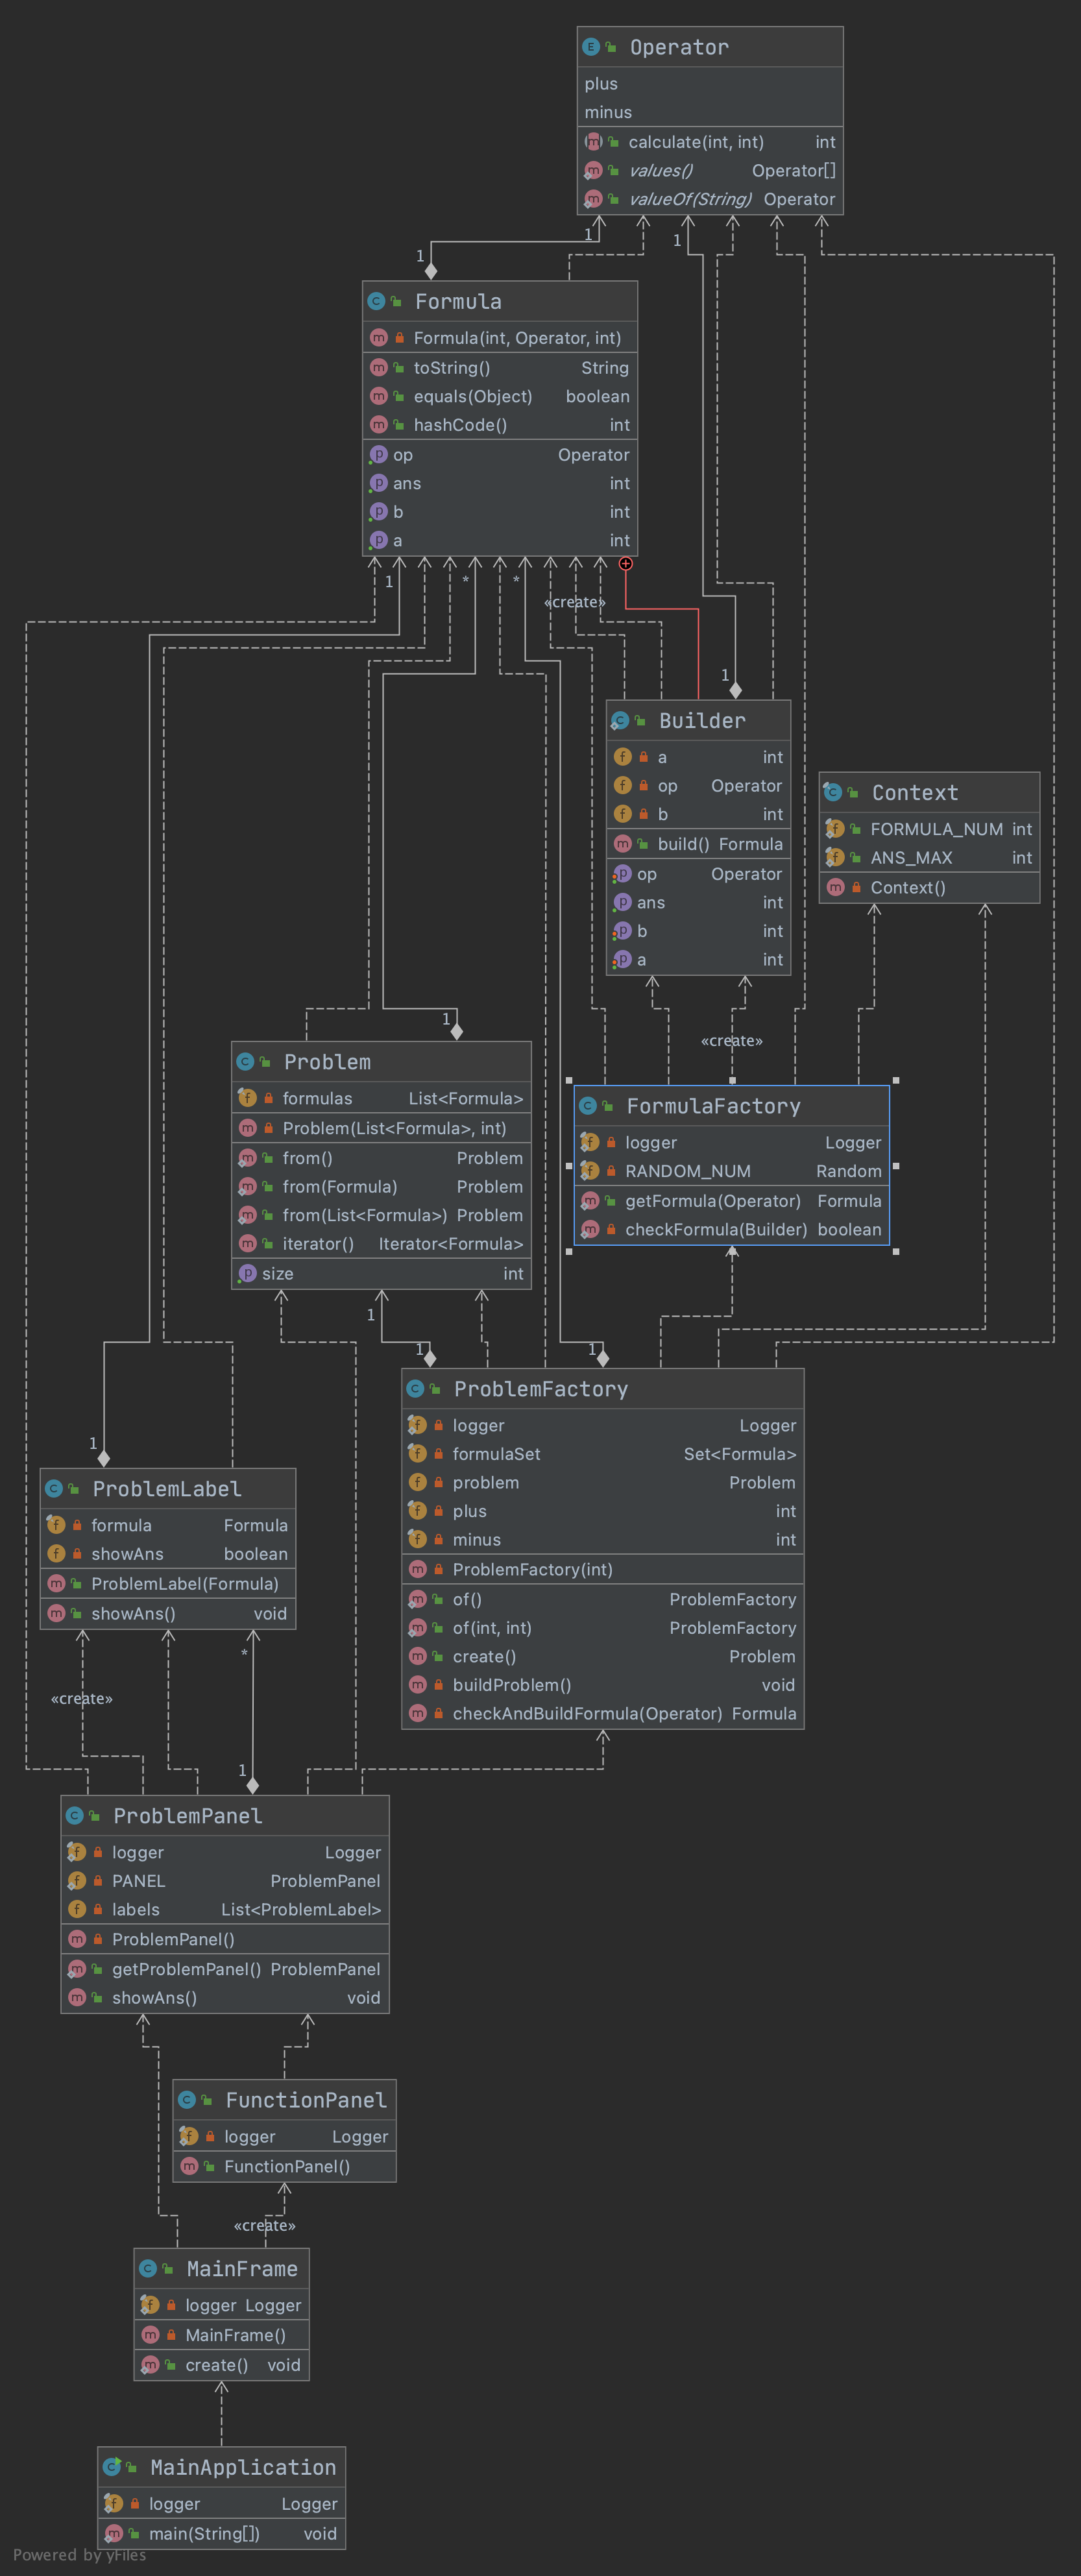 Operator
plus
minus
calculate(int, int) int
values() Operator[]
valueOf(String) Operator
1
1
1
Formula
Formula(int, Operator, int)
toString() String
equals(Object) boolean
hashCode() int
op Operator
ans int
b int
a int
1
*
*
«create»
1
Builder
a int
op Operator
b int
build() Formula
op Operator
ans int
b int
a int
Context
FORMULA_NUM int
ANS_MAX int
Context()
1
«create»
Problem
formulas List<Formula>
Problem(List<Formula>, int)
from() Problem
from(Formula) Problem
from(List<Formula>) Problem
iterator() Iterator<Formula>
size int
FormulaFactory
logger Logger
RANDOM_NUM Random
getFormula(Operator) Formula
checkFormula(Builder) boolean
1
1
1
ProblemFactory
logger Logger
formulaSet Set<Formula>
problem Problem
plus int
minus int
ProblemFactory(int)
of() ProblemFactory
of(int, int) ProblemFactory
create() Problem
buildProblem() void
checkAndBuildFormula(Operator) Formula
1
ProblemLabel
formula Formula
showAns boolean
ProblemLabel(Formula)
showAns() void
*
«create»
1
ProblemPanel
logger Logger
PANEL ProblemPanel
labels List<ProblemLabel>
ProblemPanel()
getProblemPanel() ProblemPanel
showAns() void
FunctionPanel
logger Logger
FunctionPanel()
«create»
MainFrame
logger Logger
MainFrame()
create() void
MainApplication
logger Logger
main(String[]) void
Powered by yFiles